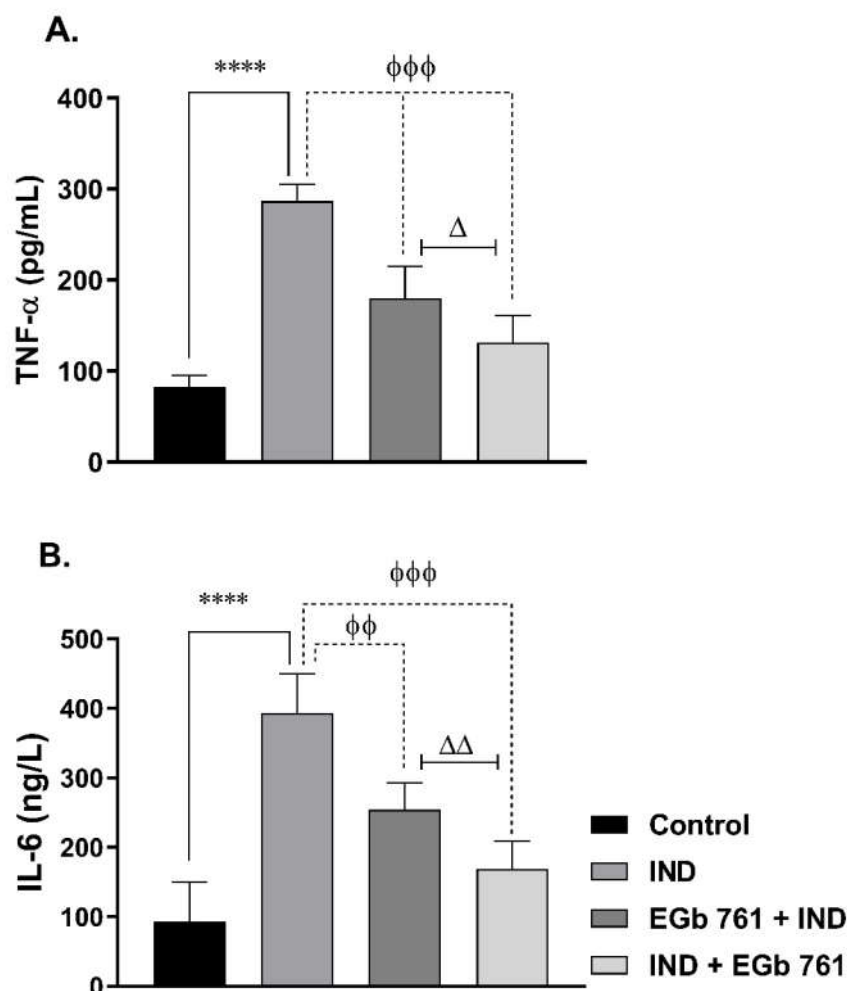 A.
**** ϕϕϕ
400
300
200
100
0
TNF-α (pg/mL)
Δ
B.
ϕϕϕ
****
ϕϕ
500
400
300
200
100
0
IL-6 (ng/L)
ΔΔ
Control
IND
EGb 761 + IND
IND + EGb 761